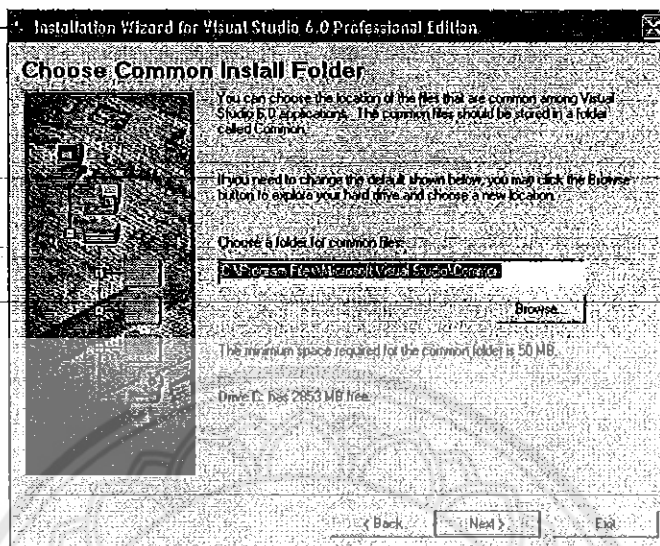 Installation Wizard for Visual Studio 6.0 Professional Edition
Choose Common Install Folder
You can choose the location of the files that are common among Visual
Studio 6.0 applications. The common files should be stored in a folder
called Common.
If you need to change the default shown below, you may click the Browse
button to explore your hard drive and choose a new location.
Choose a folder for common files:
C:\Program Files\Microsoft Visual Studio\Common
Browse...
The minimum space required for the common folder is 50 MB.
Drive C: has 2853 MB free.
< Back
Next >
Exit